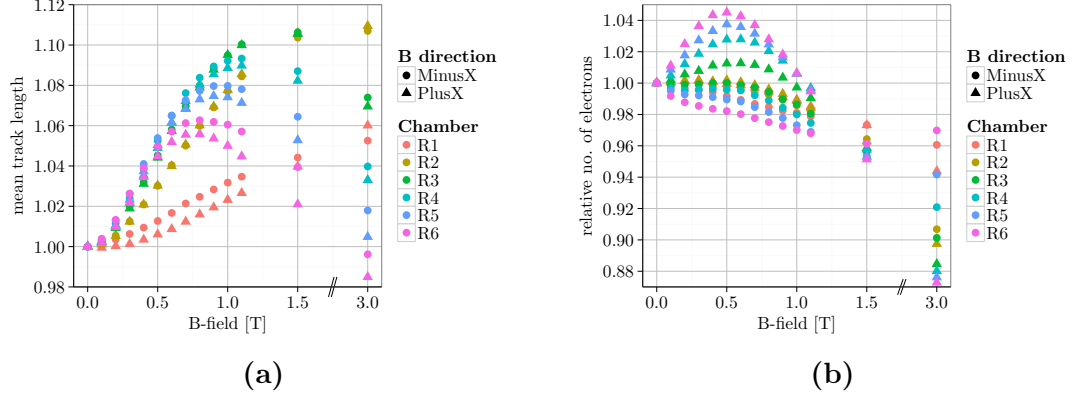 1.12
1.10
1.08
1.06
1.04
1.02
1.00
0.98
mean track length
0.0 0.5 1.0 1.5 3.0
B-field [T]
B direction
MinusX
PlusX
Chamber
R1
R2
R3
R4
R5
R6
(a)
1.04
1.02
1.00
0.98
0.96
0.94
0.92
0.90
0.88
relative no. of electrons
0.0 0.5 1.0 1.5 3.0
B-field [T]
B direction
MinusX
PlusX
Chamber
R1
R2
R3
R4
R5
R6
(b)